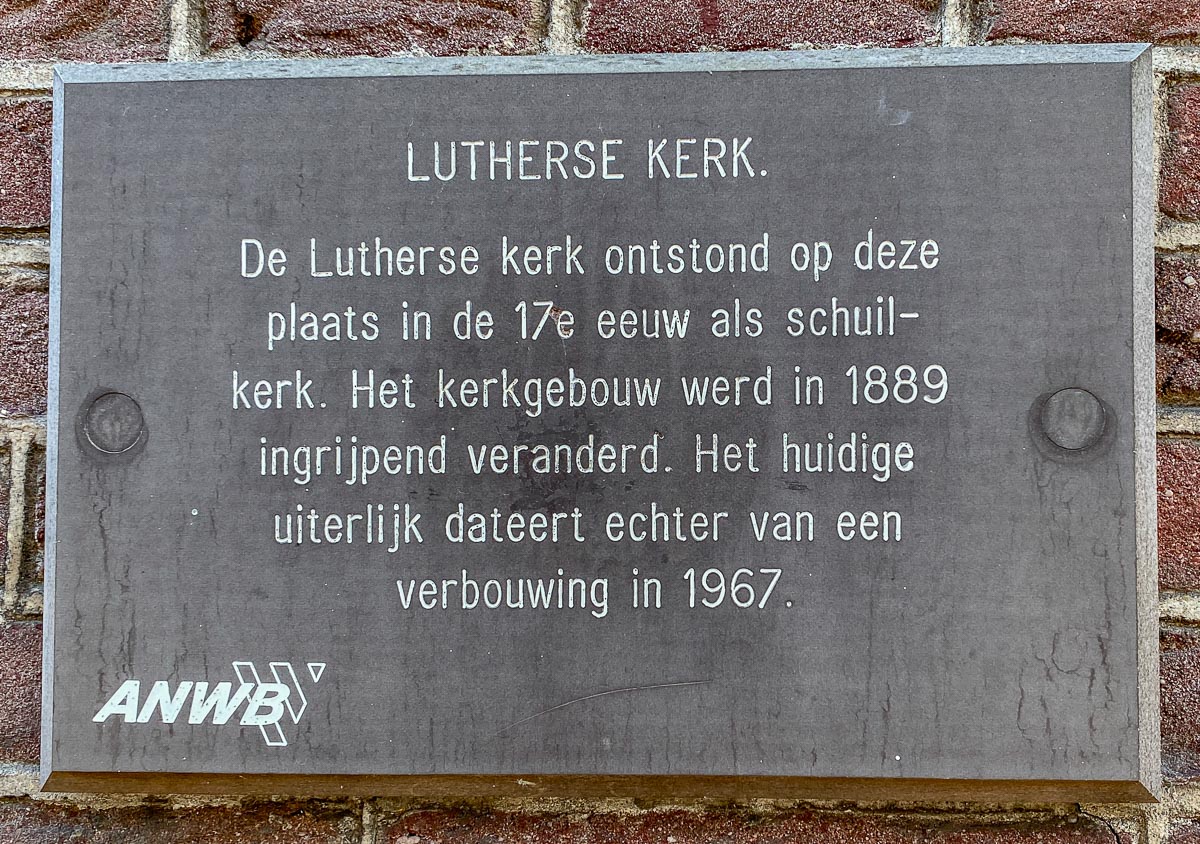 LUTHERSE KERK.
De Lutherse kerk ontstond op deze
plaats in de 17e eeuw als schuil-
kerk. Het kerkgebouw werd in 1889
ingrijpend veranderd. Het huidige
uiterlijk dateert echter van een
verbouwing in 1967.
ANWB